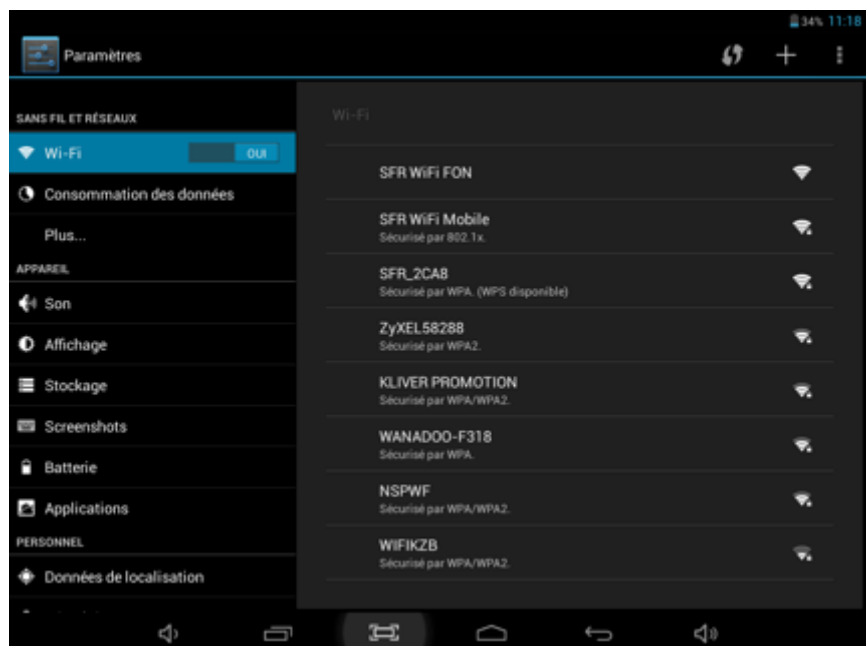 34% 11:18
Paramètres
SANS FIL ET RÉSEAUX
Wi-Fi OUI
Consommation des données
Plus...
APPAREIL
Son
Affichage
Stockage
Screenshots
Batterie
Applications
PERSONNEL
Données de localisation
Wi-Fi
SFR WiFi FON
SFR WiFi Mobile
Sécurisé par 802.1x.
SFR_2CA8
Sécurisé par WPA. (WPS disponible)
ZyXEL58288
Sécurisé par WPA2.
KLIVER PROMOTION
Sécurisé par WPA/WPA2.
WANADOO-F318
Sécurisé par WPA.
NSPWF
Sécurisé par WPA/WPA2.
WIFIKZB
Sécurisé par WPA/WPA2.